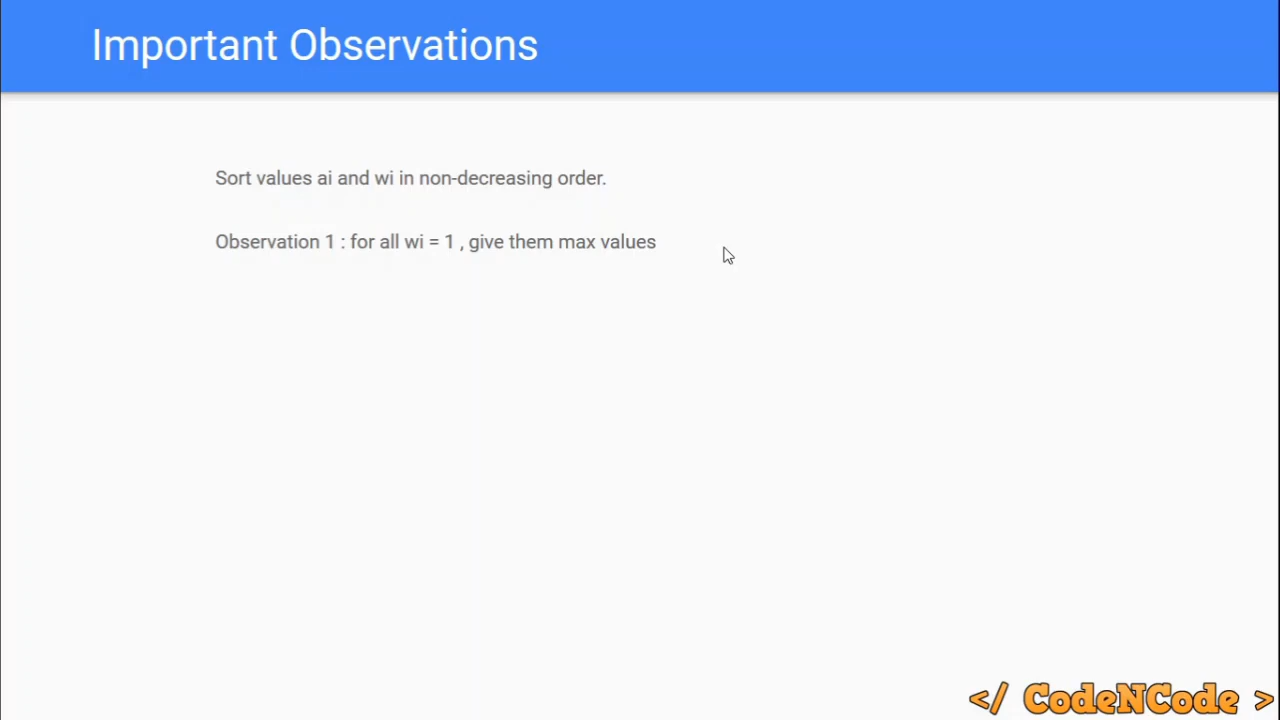 Important Observations
Sort values ai and wi in non-decreasing order.
Observation 1 : for all wi = 1 , give them max values
</ CodeNCode >